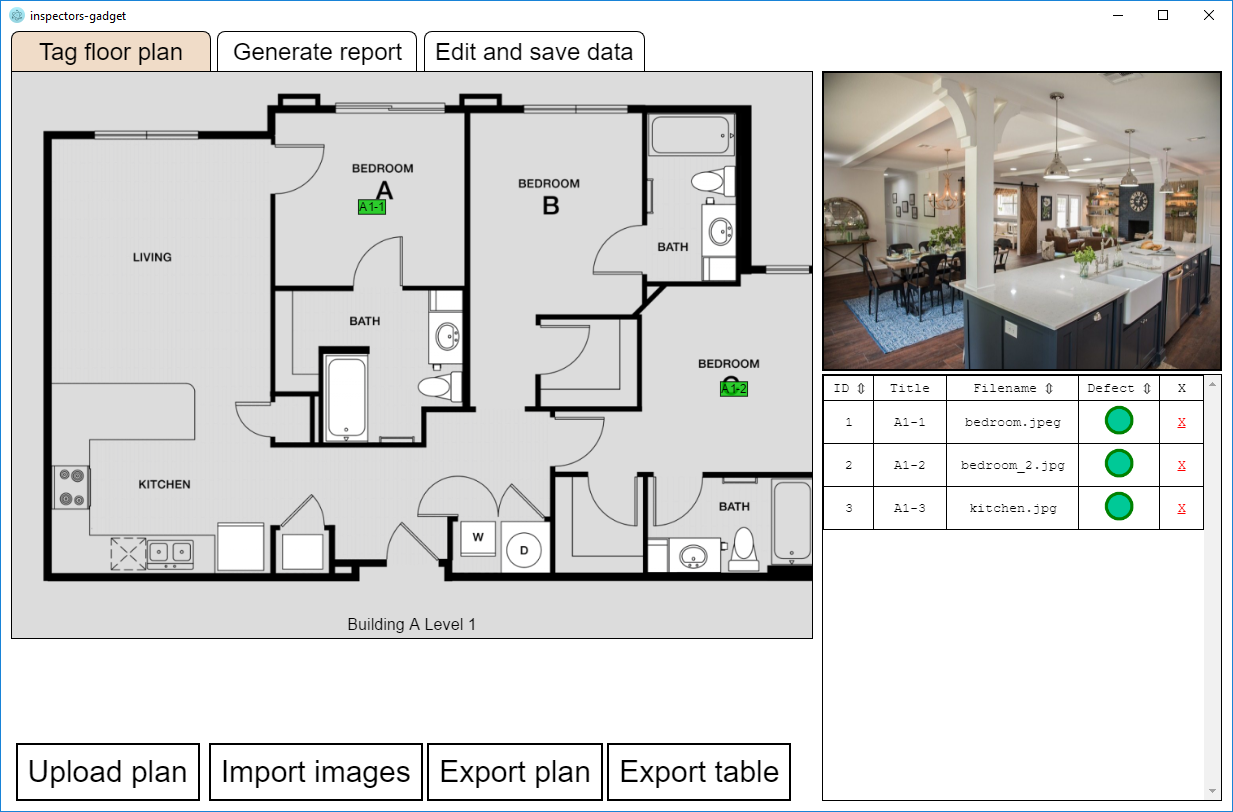 inspectors-gadget
Tag floor plan
Generate report
Edit and save data
BEDROOM
A
A1-1
BEDROOM
B
LIVING
BATH
BATH
BEDROOM
A1-2
KITCHEN
W
D
BATH
Building A Level 1
ID ⇕ Title Filename ⇕ Defect ⇕ X
1 A1-1 bedroom.jpeg X
2 A1-2 bedroom_2.jpg X
3 A1-3 kitchen.jpg X
Upload plan
Import images
Export plan
Export table